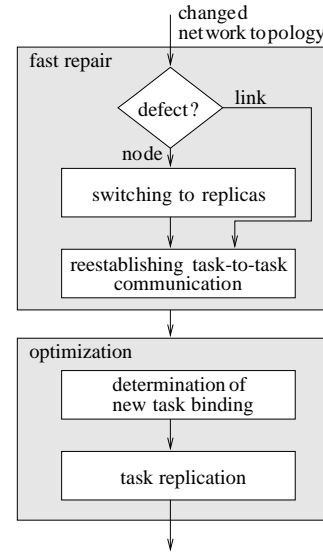 changed
network topology
fast repair
defect?
link
node
switching to replicas
reestablishing task-to-task
communication
optimization
determination of
new task binding
task replication